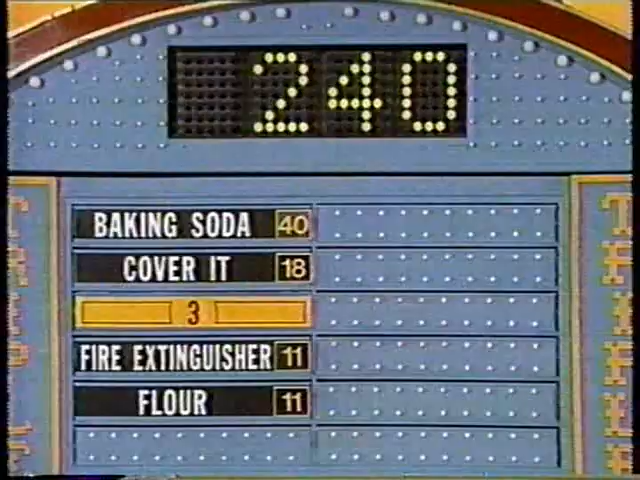 240
BAKING SODA 40
COVER IT 18
3
FIRE EXTINGUISHER 11
FLOUR 11